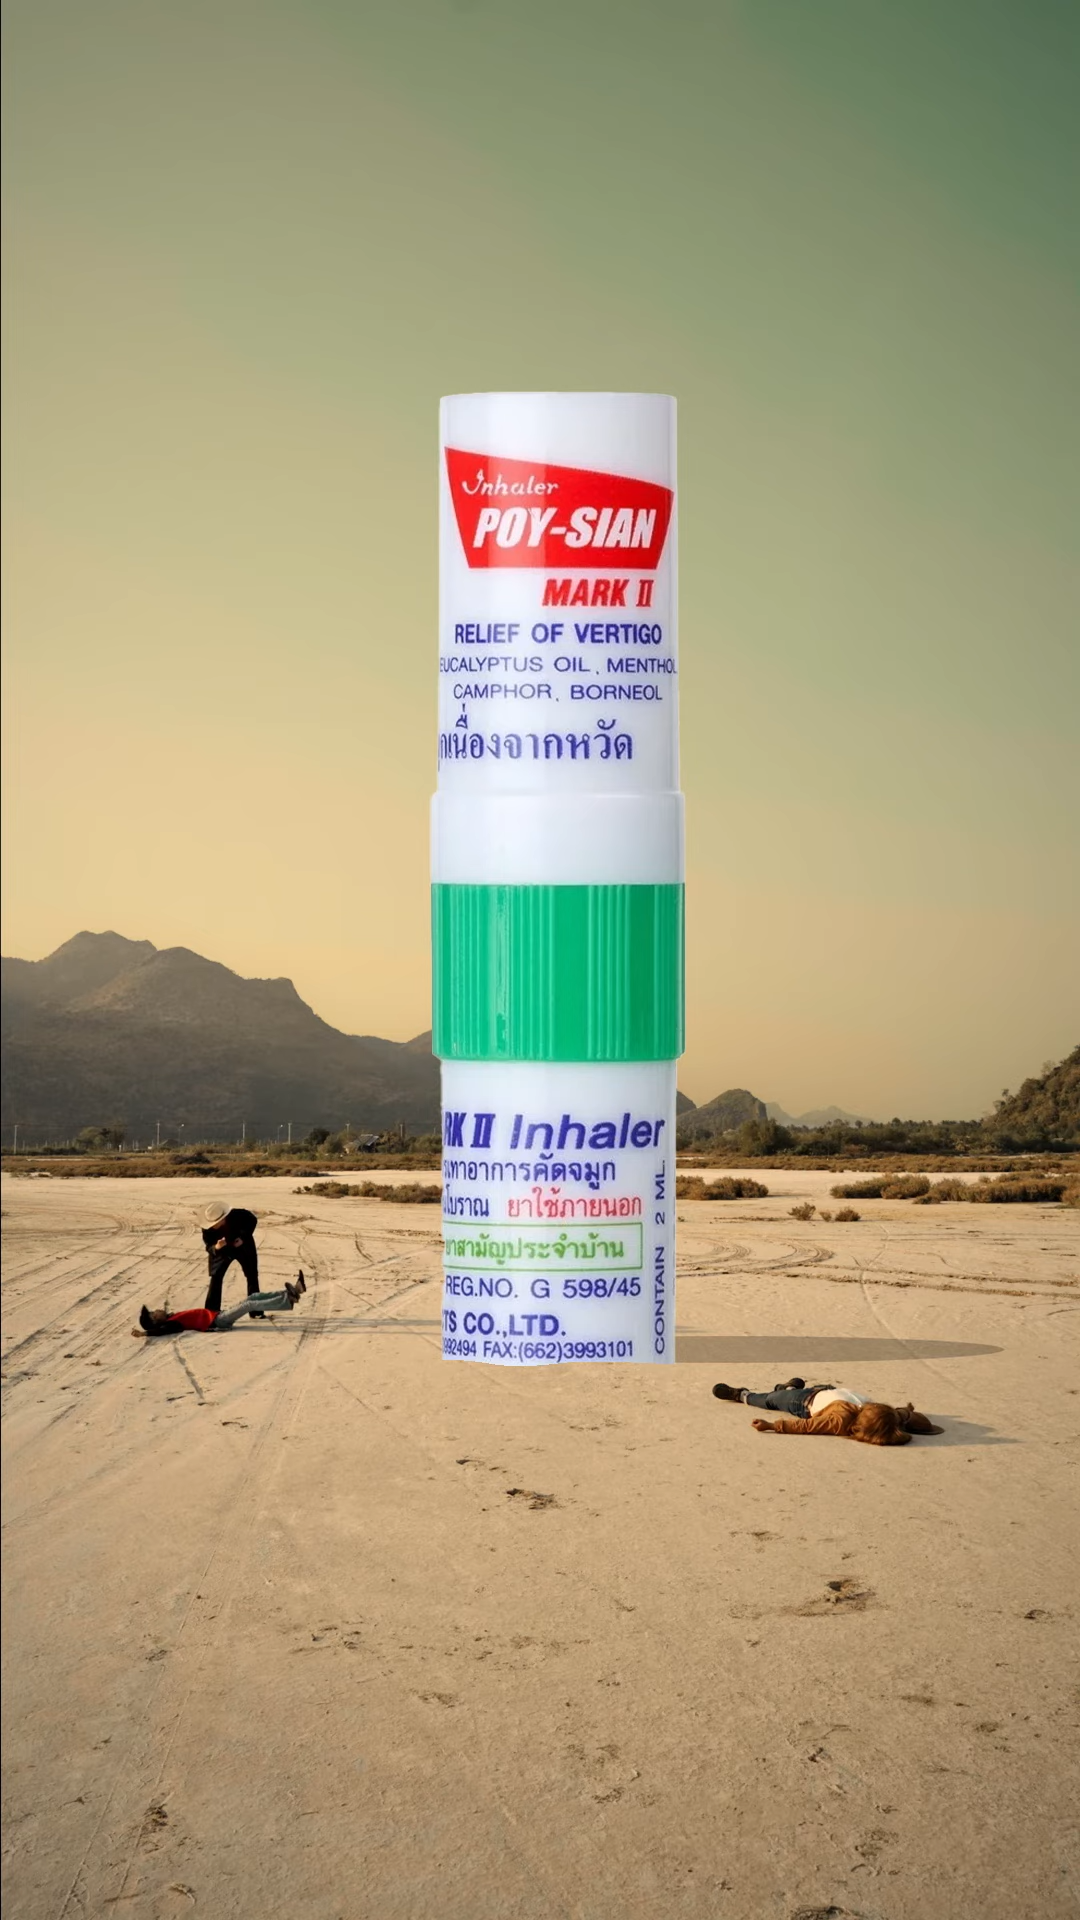 Inhaler
POY-SIAN
MARK II
RELIEF OF VERTIGO
EUCALYPTUS OIL, MENTHOL
CAMPHOR, BORNEOL
เนื่องจากหวัด
RK II Inhaler
เทาอาการคัดจมูก
โบราณ ยาใช้ภายนอก
ยาสามัญประจำบ้าน
REG.NO. G 598/45
TS CO.,LTD.
992494 FAX:(662)3993101
CONTAIN 2 ML.